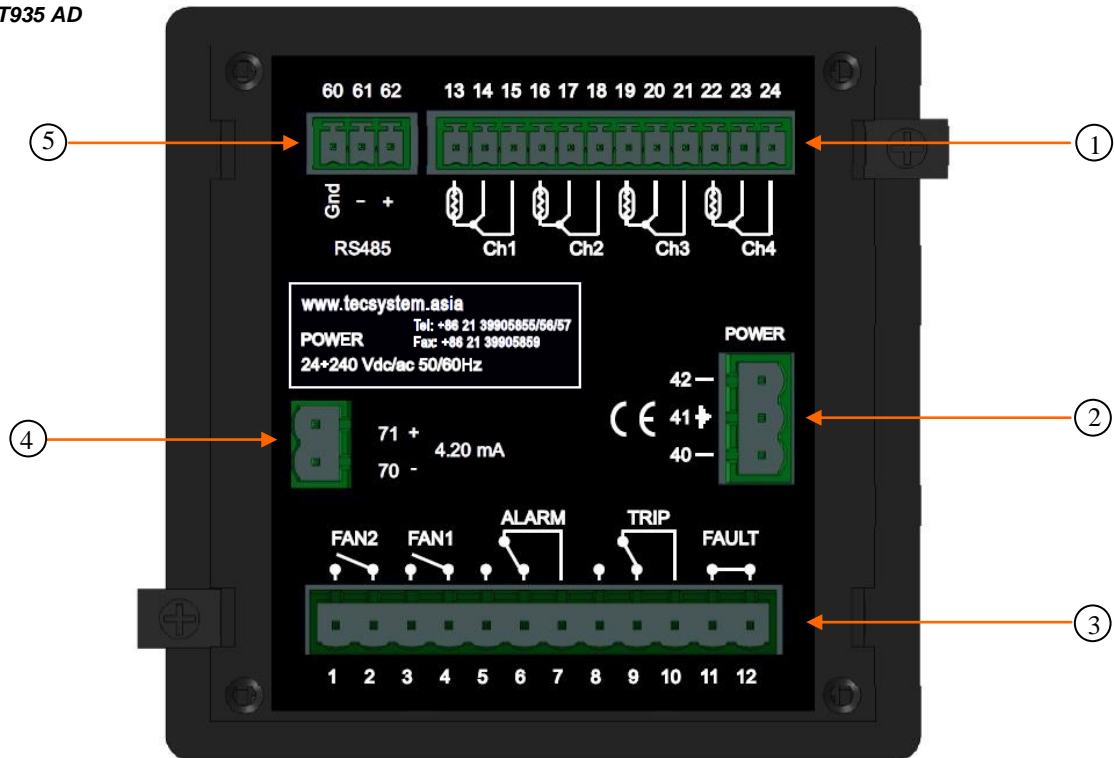 T935 AD
60 61 62
13 14 15 16 17 18 19 20 21 22 23 24
5
1
Gnd - +
RS485
Ch1 Ch2 Ch3 Ch4
www.tecsystem.asia
Tel: +86 21 39905855/56/57
POWER Fax: +86 21 39905859
24÷240 Vdc/ac 50/60Hz
POWER
42
CE 41
40
2
4
71 +
4.20 mA
70 -
FAN2 FAN1 ALARM TRIP FAULT
3
1 2 3 4 5 6 7 8 9 10 11 12